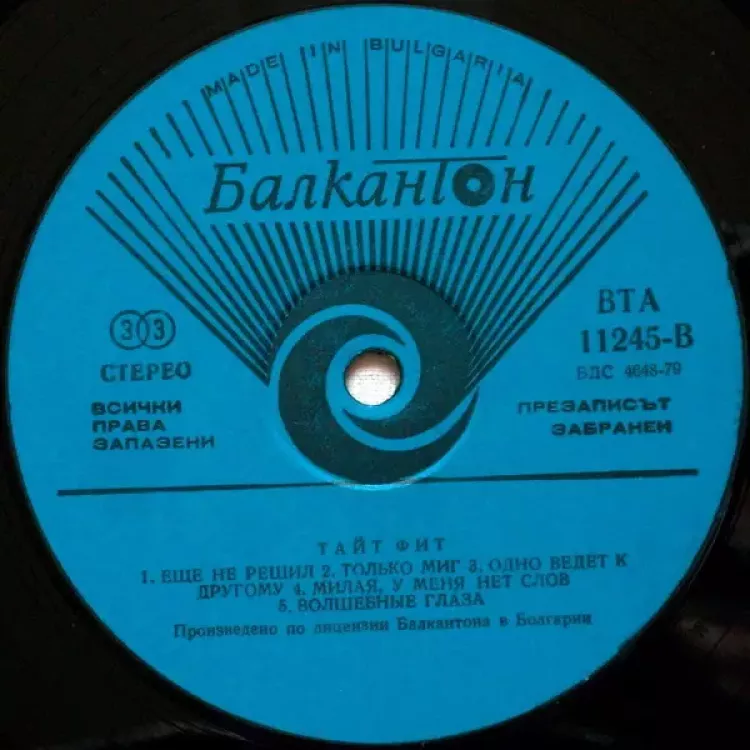 MADE IN BULGARIA
Балкантон
33
СТЕРЕО
ВСИЧКИ
ПРАВА
ЗАПАЗЕНИ
ВТА
11245-В
БДС 4048-79
ПРЕЗАПИСЪТ
ЗАБРАНЕН
ТАЙТ ФИТ
1. ЕЩЕ НЕ РЕШИЛ 2. ТОЛЬКО МИГ 3. ОДНО ВЕДЕТ К
ДРУГОМУ 4. МИЛАЯ, У МЕНЯ НЕТ СЛОВ
5. ВОЛШЕБНЫЕ ГЛАЗА
Произведено по лицензии Балкантона в Болгарии